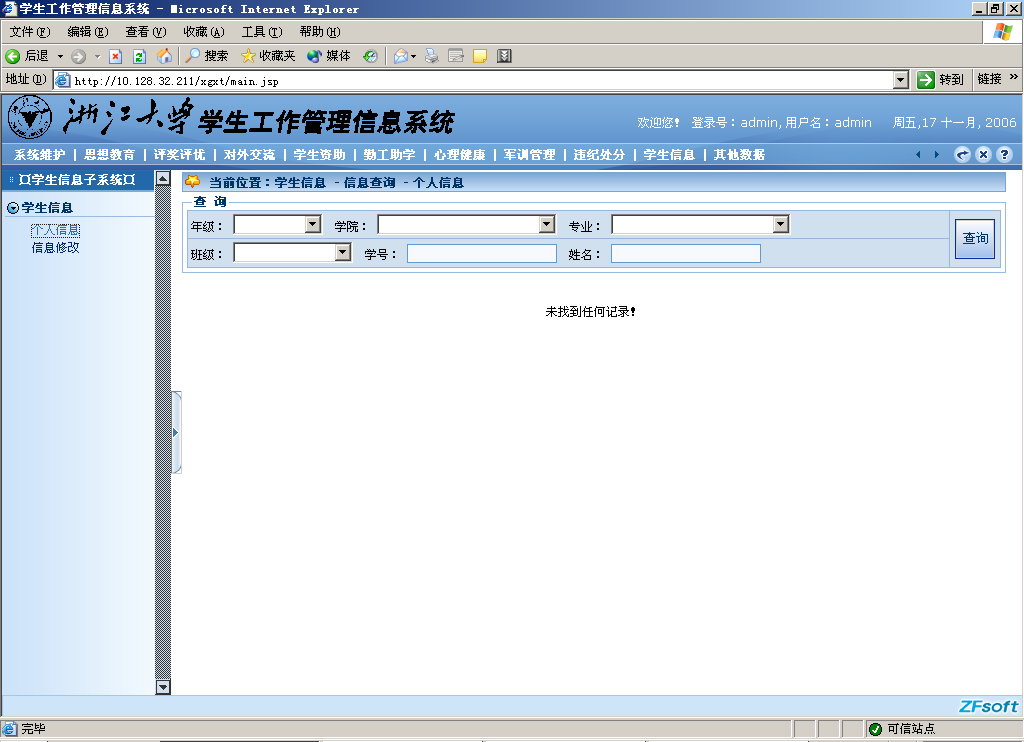 学生工作管理信息系统 - Microsoft Internet Explorer
文件(F) 编辑(E) 查看(V) 收藏(A) 工具(T) 帮助(H)
后退 搜索 收藏夹 媒体
地址(D) http://10.128.32.211/xgxt/main.jsp 转到 链接 »
浙江大学 学生工作管理信息系统
欢迎您! 登录号:admin,用户名:admin 周五,17 十一月, 2006
系统维护 | 思想教育 | 评奖评优 | 对外交流 | 学生资助 | 勤工助学 | 心理健康 | 军训管理 | 违纪处分 | 学生信息 | 其他数据
¤学生信息子系统¤
当前位置:学生信息 - 信息查询 - 个人信息
学生信息
个人信息
信息修改
查 询
年级: 学院: 专业:
班级: 学号: 姓名:
查询
未找到任何记录!
ZFsoft
完毕 可信站点